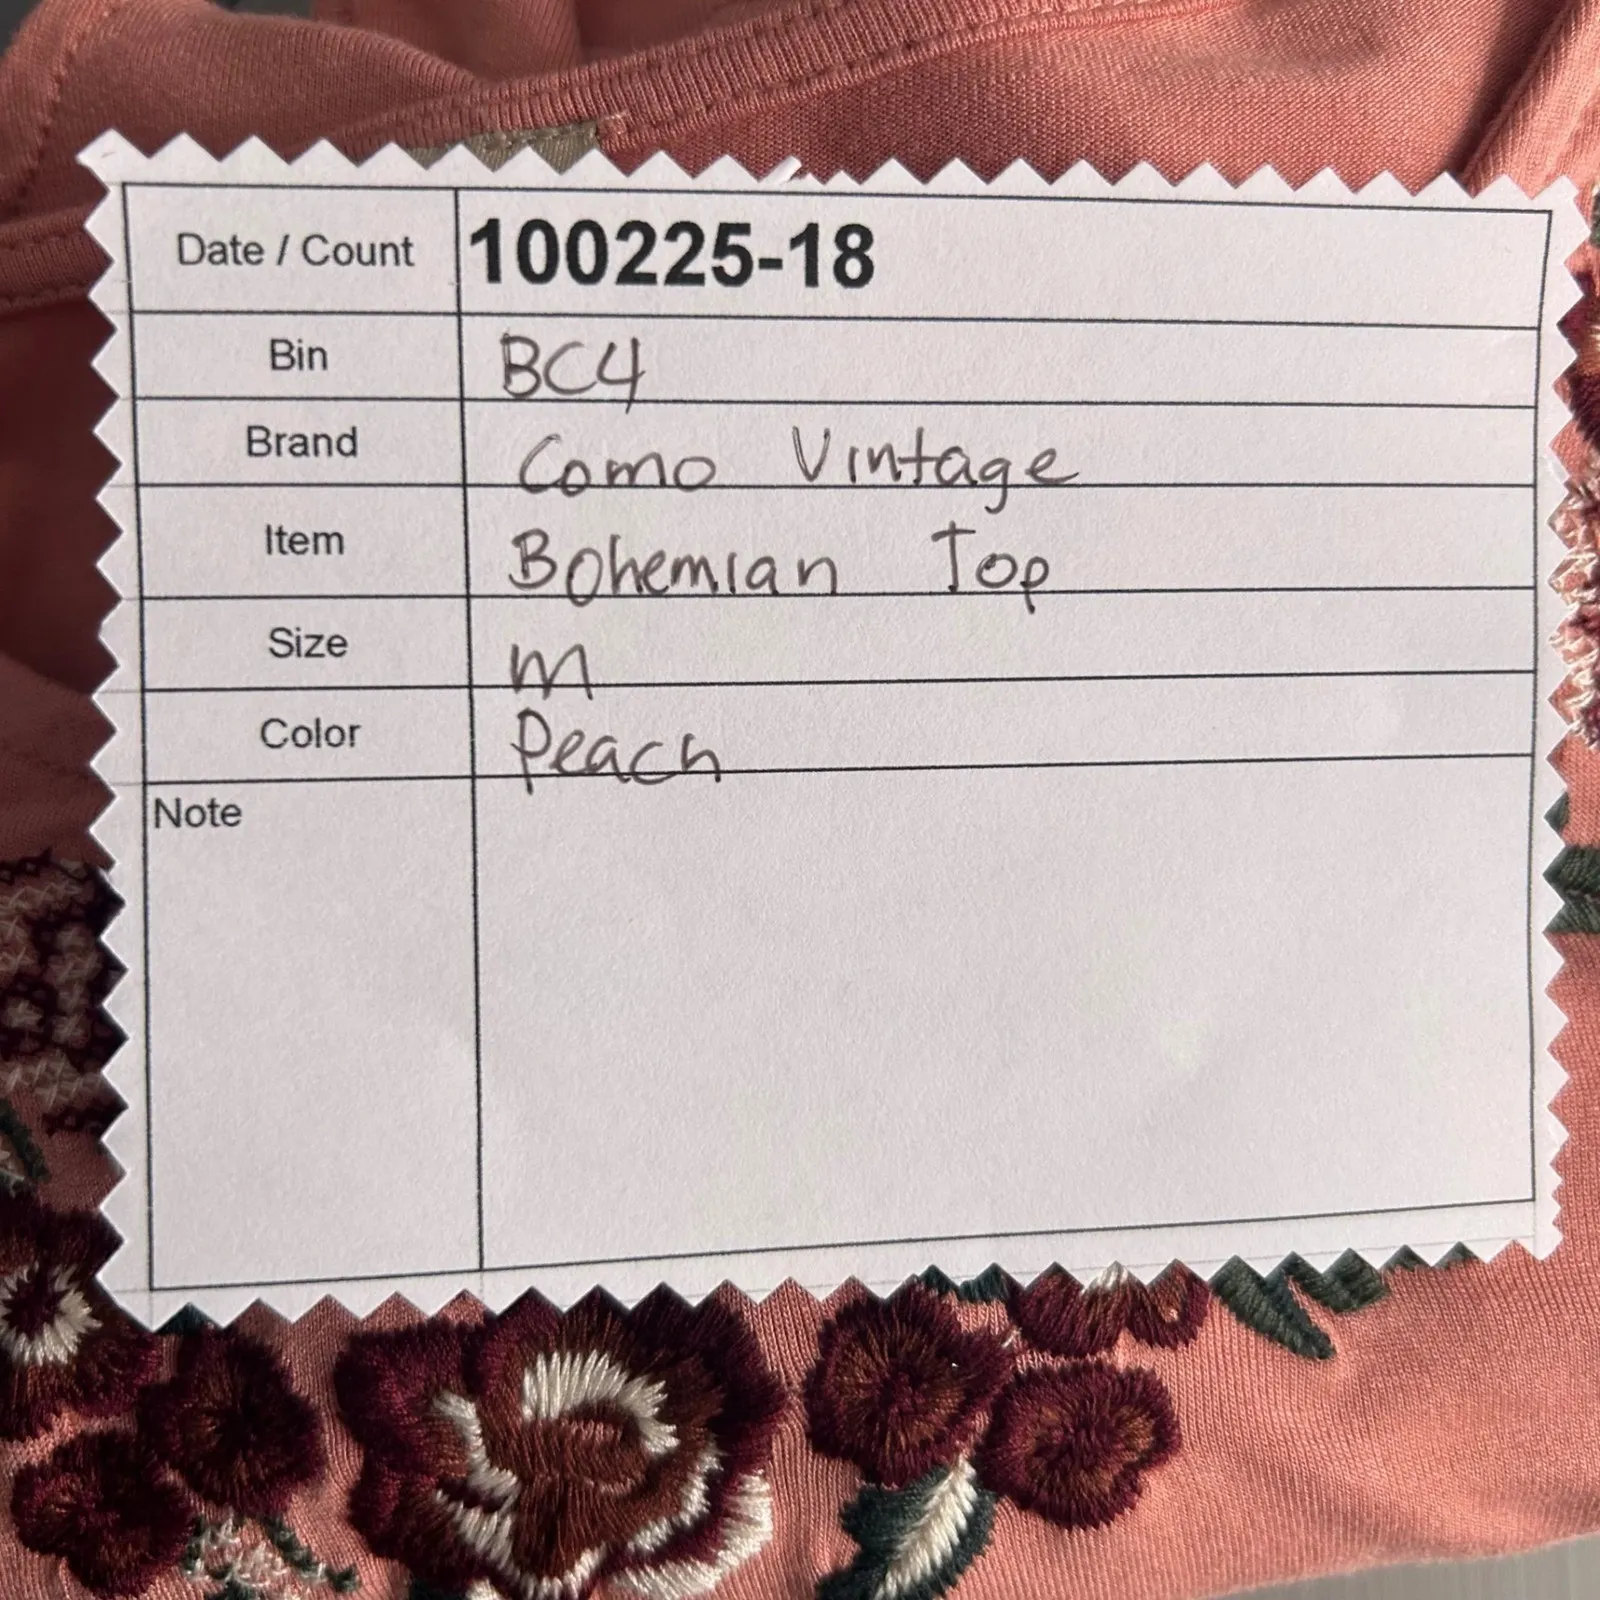 Date / Count 100225-18
Bin BC4
Brand Como Vintage
Item Bohemian Top
Size m
Color Peach
Note